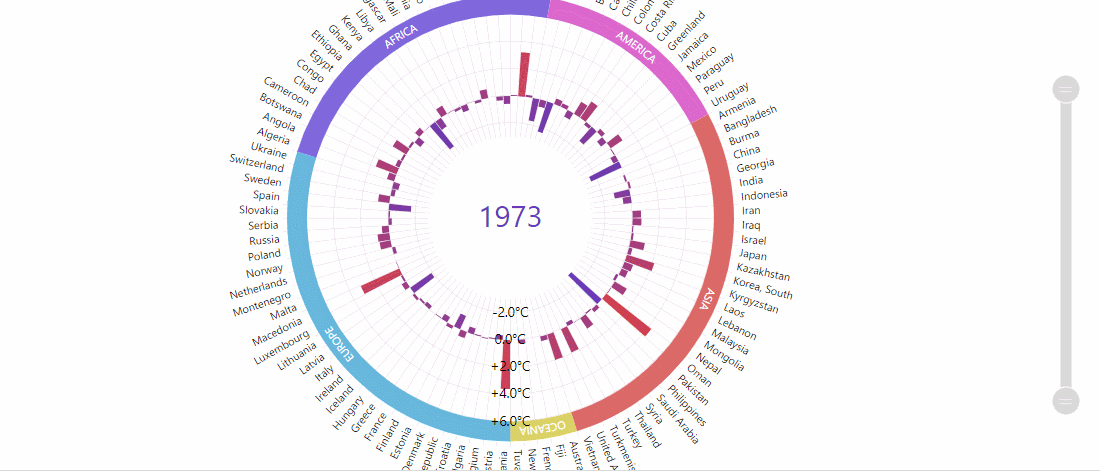 Libya
Kenya
Ghana
Ethiopia
Egypt
Congo
Chad
Cameroon
Botswana
Angola
Algeria
Ukraine
Switzerland
Sweden
Spain
Slovakia
Serbia
Russia
Poland
Norway
Netherlands
Montenegro
Malta
Macedonia
Luxembourg
Lithuania
Latvia
Italy
Ireland
Iceland
Hungary
Greece
France
Finland
Estonia
AFRICA
AMERICA
ASIA
OCEANIA
EUROPE
1973
-2.0°C
0.0°C
+2.0°C
+4.0°C
+6.0°C
Cuba
Greenland
Jamaica
Mexico
Paraguay
Peru
Uruguay
Armenia
Bangladesh
Burma
China
Georgia
India
Indonesia
Iran
Iraq
Israel
Japan
Kazakhstan
Korea, South
Kyrgyzstan
Laos
Lebanon
Malaysia
Mongolia
Nepal
Oman
Pakistan
Philippines
Saudi Arabia
Syria
Thailand
Turkey
Fiji